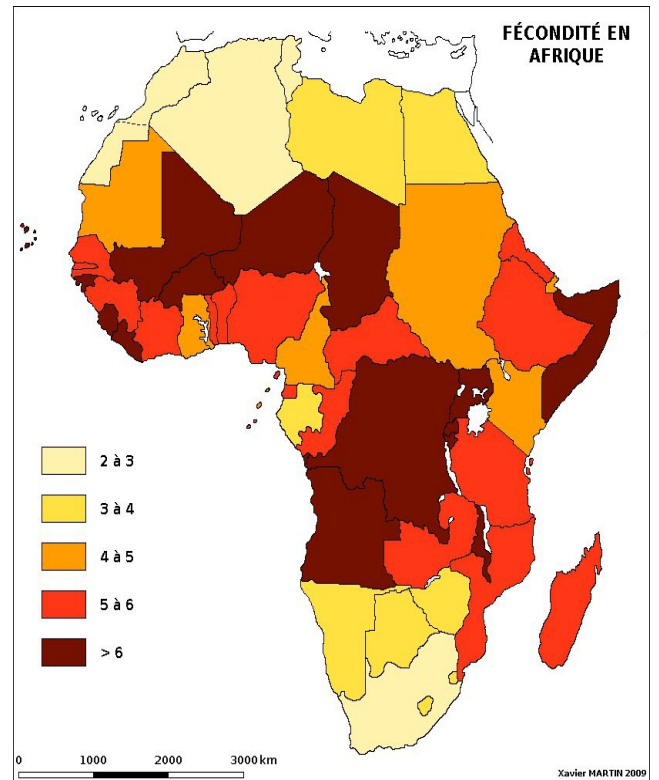 FÉCONDITÉ EN
AFRIQUE
2 à 3
3 à 4
4 à 5
5 à 6
> 6
0 1000 2000 3000 km
Xavier MARTIN 2009